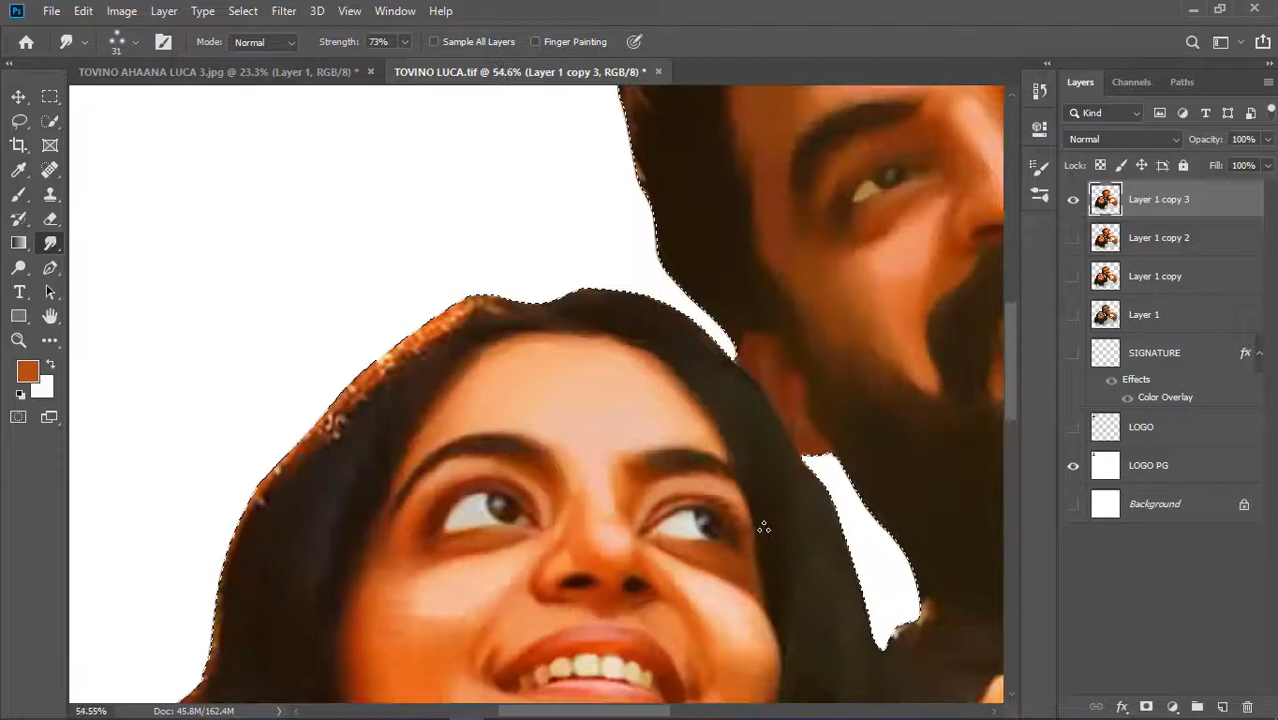 Ps File Edit Image Layer Type Select Filter 3D View Window Help
31 Mode: Normal Strength: 73% Sample All Layers Finger Painting
TOVINO AHAANA LUCA 3.jpg @ 23.3% (Layer 1, RGB/8) * TOVINO LUCA.tif @ 54.6% (Layer 1 copy 3, RGB/8) *
Layers Channels Paths
Kind
Normal Opacity: 100%
Lock: Fill: 100%
Layer 1 copy 3
Layer 1 copy 2
Layer 1 copy
Layer 1
SIGNATURE fx
Effects
Color Overlay
LOGO
LOGO PG
Background
54.55% Doc: 45.8M/162.4M